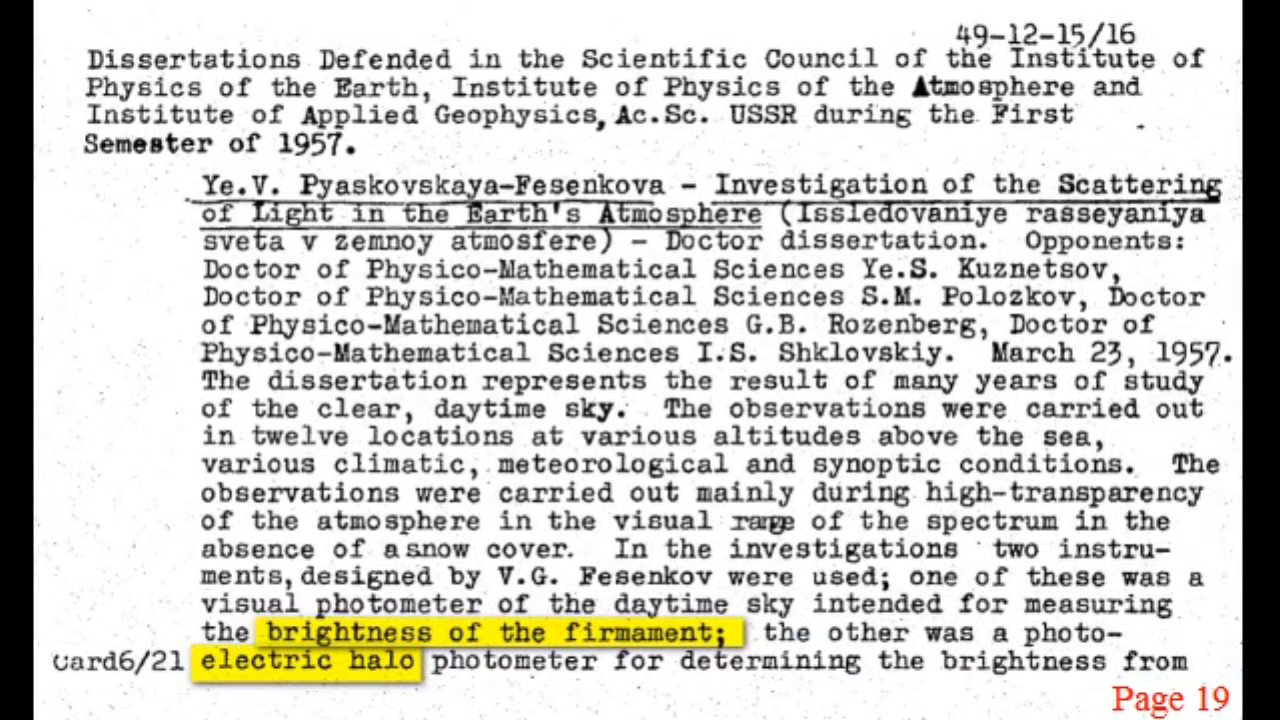 49-12-15/16
Dissertations Defended in the Scientific Council of the Institute of
Physics of the Earth, Institute of Physics of the Atmosphere and
Institute of Applied Geophysics, Ac.Sc. USSR during the First
Semester of 1957.
Ye.V. Pyaskovskaya-Fesenkova - Investigation of the Scattering
of Light in the Earth's Atmosphere (Issledovaniye rasseyaniya
sveta v zemnoy atmosfere) - Doctor dissertation. Opponents:
Doctor of Physico-Mathematical Sciences Ye.S. Kuznetsov,
Doctor of Physico-Mathematical Sciences S.M. Polozkov, Doctor
of Physico-Mathematical Sciences G.B. Rozenberg, Doctor of
Physico-Mathematical Sciences I.S. Shklovskiy. March 23, 1957.
The dissertation represents the result of many years of study
of the clear, daytime sky. The observations were carried out
in twelve locations at various altitudes above the sea,
various climatic, meteorological and synoptic conditions. The
observations were carried out mainly during high-transparency
of the atmosphere in the visual range of the spectrum in the
absence of a snow cover. In the investigations two instru-
ments, designed by V.G. Fesenkov were used; one of these was a
visual photometer of the daytime sky intended for measuring
the brightness of the firmament; the other was a photo-
Card6/21 electric halo photometer for determining the brightness from
Page 19